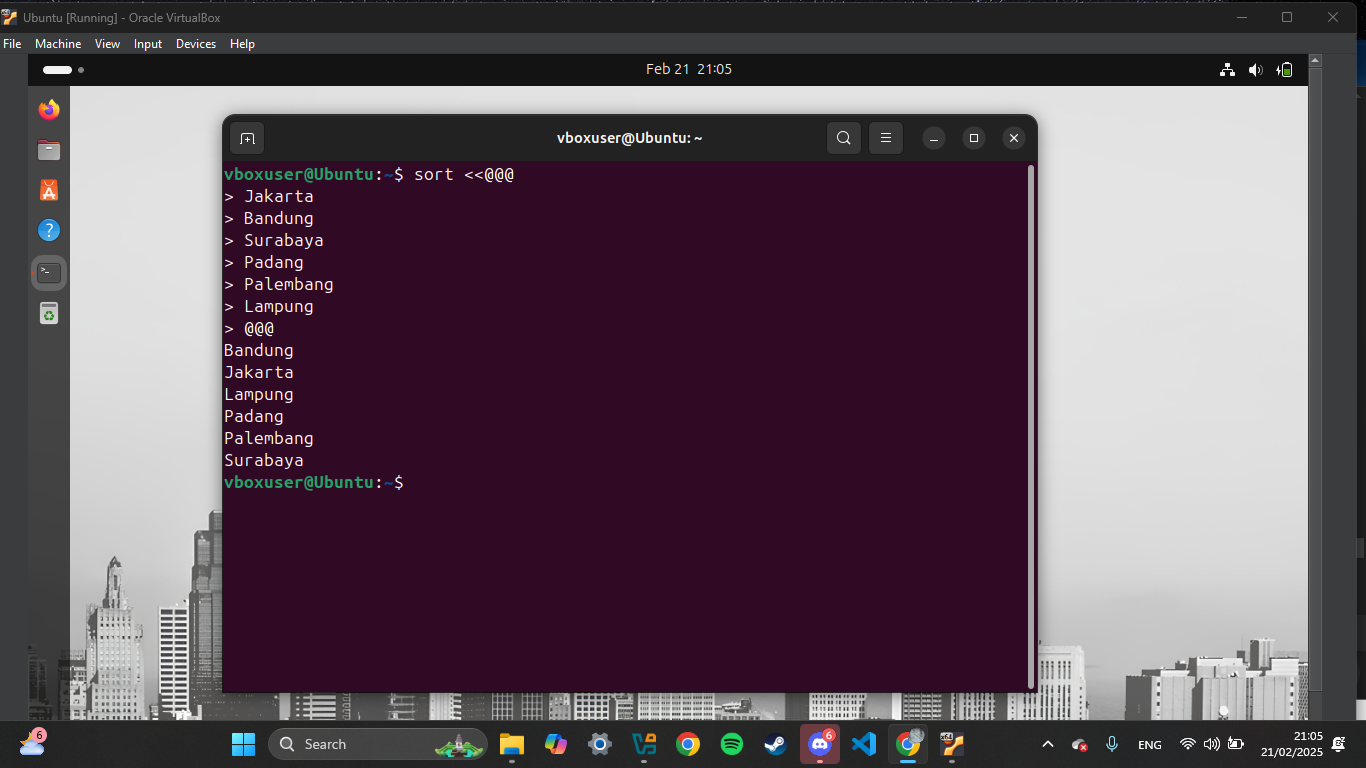 Ubuntu [Running] - Oracle VirtualBox
File Machine View Input Devices Help
Feb 21 21:05
vboxuser@Ubuntu: ~
vboxuser@Ubuntu:~$ sort <<@@@
> Jakarta
> Bandung
> Surabaya
> Padang
> Palembang
> Lampung
> @@@
Bandung
Jakarta
Lampung
Padang
Palembang
Surabaya
vboxuser@Ubuntu:~$
6
Search
6
ENG
21:05
21/02/2025